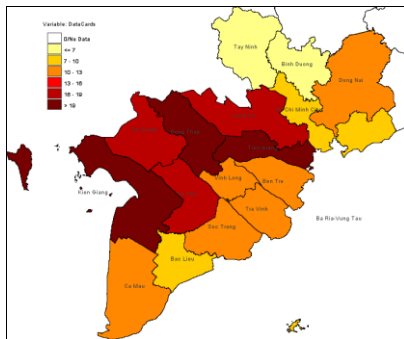 Variable: DataCards
D/No Data
<= 7
7 - 10
10 - 13
13 - 16
16 - 19
> 19
Tay Ninh
Binh Duong
Dong Nai
Chi Minh C
Kien Giang
Vinh Long
Ben Tre
Tra Vinh
Ba Ria-Vung Tau
Soc Trang
Bac Lieu
Ca Mau